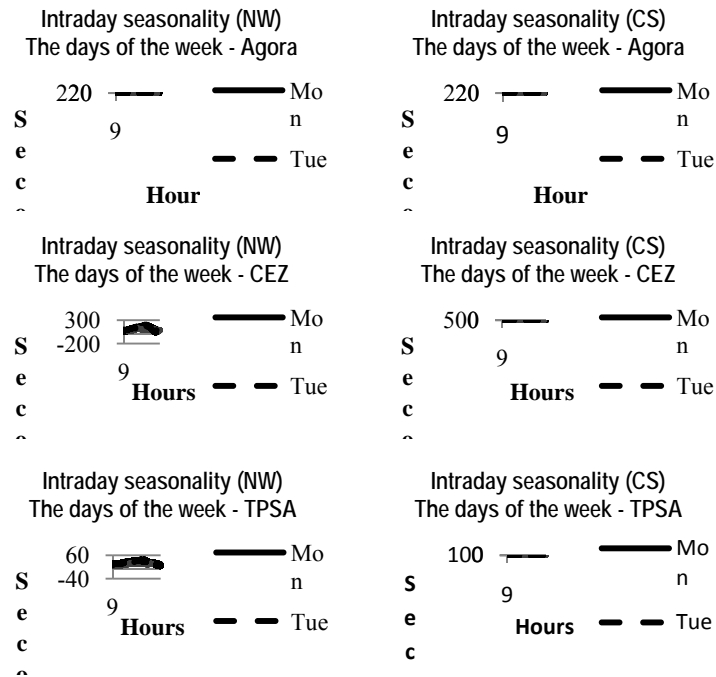 Intraday seasonality (NW)
The days of the week - Agora
220
9
S
e
c
Hour
Mo
n
Tue
Intraday seasonality (CS)
The days of the week - Agora
220
9
S
e
c
Hour
Mo
n
Tue
Intraday seasonality (NW)
The days of the week - CEZ
300
-200
9
S
e
c
Hours
Mo
n
Tue
Intraday seasonality (CS)
The days of the week - CEZ
500
9
S
e
c
Hours
Mo
n
Tue
Intraday seasonality (NW)
The days of the week - TPSA
60
-40
9
S
e
c
Hours
Mo
n
Tue
Intraday seasonality (CS)
The days of the week - TPSA
100
9
S
e
c
Hours
Mo
n
Tue